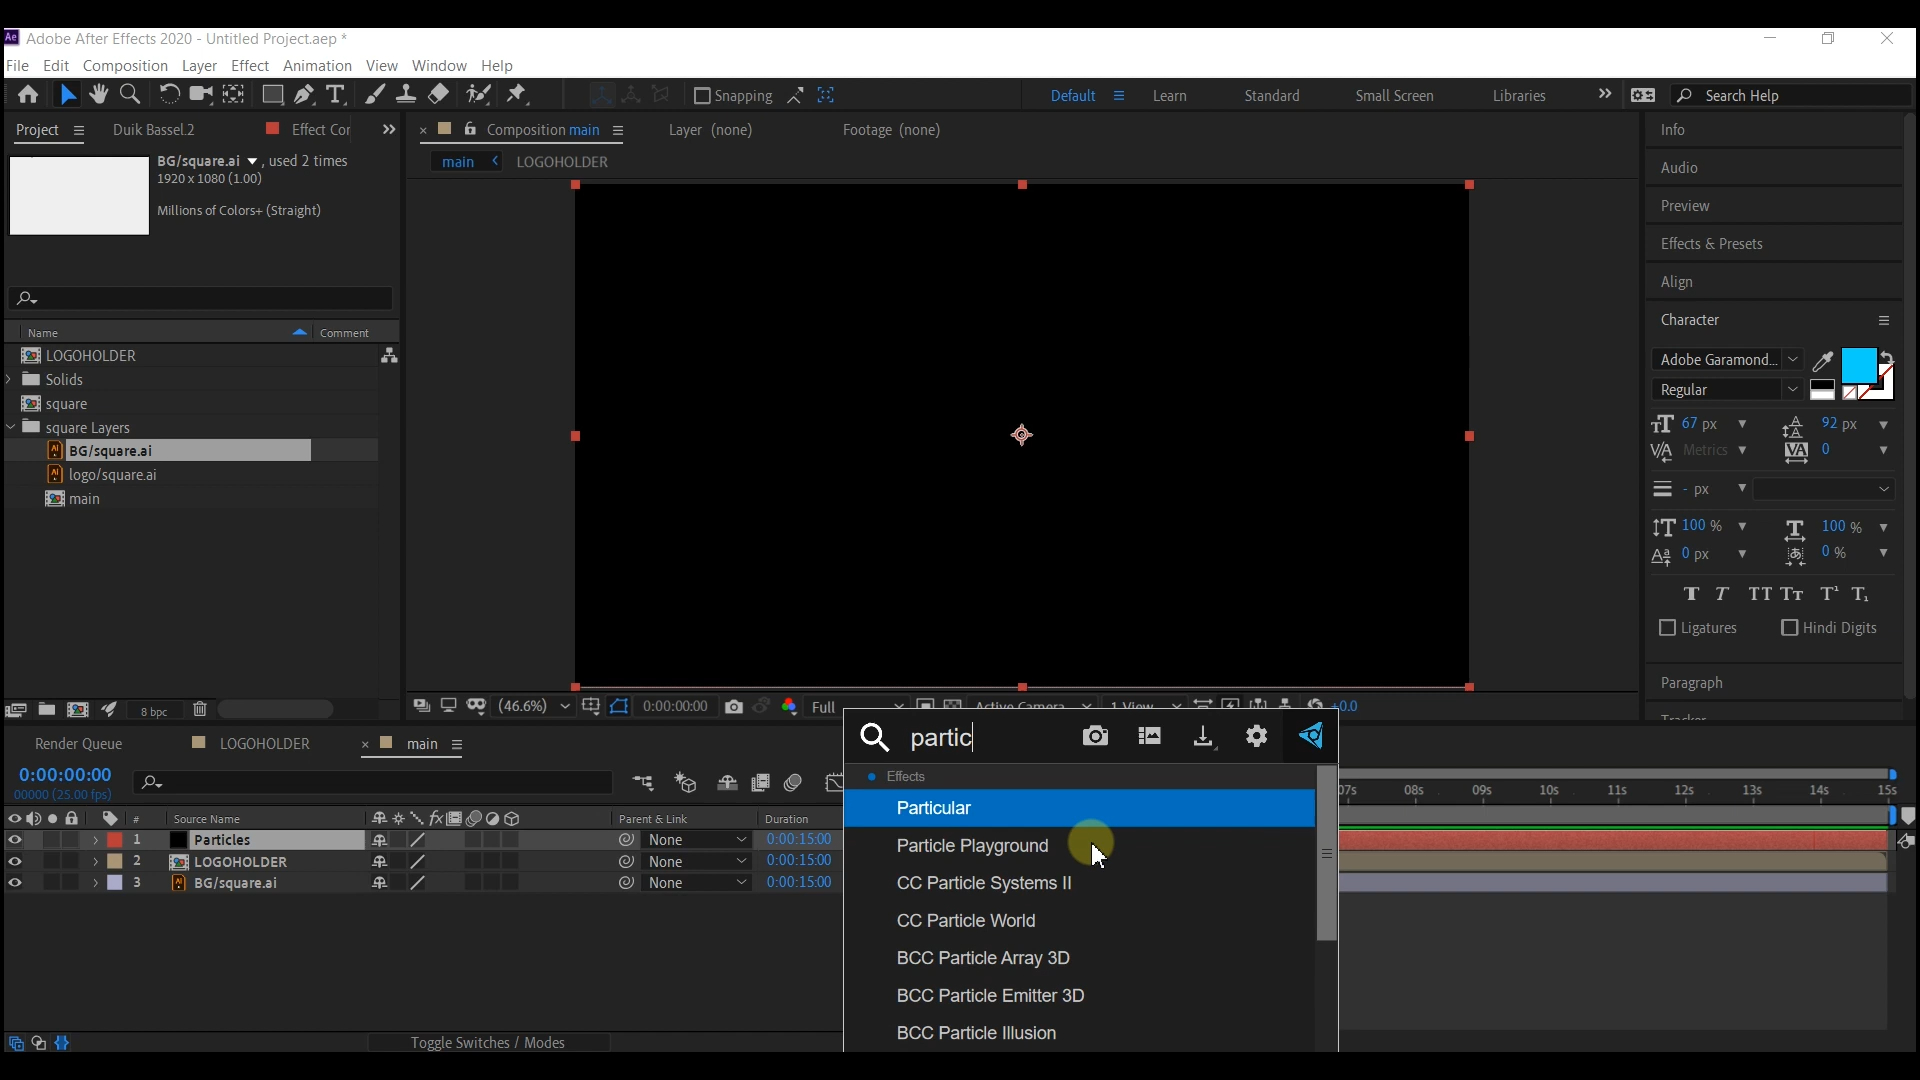 Ae Adobe After Effects 2020 - Untitled Project.aep *
File Edit Composition Layer Effect Animation View Window Help
Snapping
Default Learn Standard Small Screen Libraries
Search Help
Project Duik Bassel.2 Effect Cor
Composition main Layer (none) Footage (none)
main LOGOHOLDER
BG/square.ai , used 2 times
1920 x 1080 (1.00)
Millions of Colors+ (Straight)
Name Comment
LOGOHOLDER
Solids
square
square Layers
BG/square.ai
logo/square.ai
main
8 bpc
(46.6%) 0:00:00:00 Full Active Camera 1 View +0.0
Info
Audio
Preview
Effects & Presets
Align
Character
Adobe Garamond...
Regular
67 px 92 px
Metrics 0
- px
100 % 100 %
0 px 0 %
Ligatures Hindi Digits
Paragraph
Tracker
Render Queue LOGOHOLDER main
0:00:00:00
00000 (25.00 fps)
# Source Name Parent & Link Duration
1 Particles None 0:00:15:00
2 LOGOHOLDER None 0:00:15:00
3 BG/square.ai None 0:00:15:00
07s 08s 09s 10s 11s 12s 13s 14s 15s
Toggle Switches / Modes
partic
Effects
Particular
Particle Playground
CC Particle Systems II
CC Particle World
BCC Particle Array 3D
BCC Particle Emitter 3D
BCC Particle Illusion